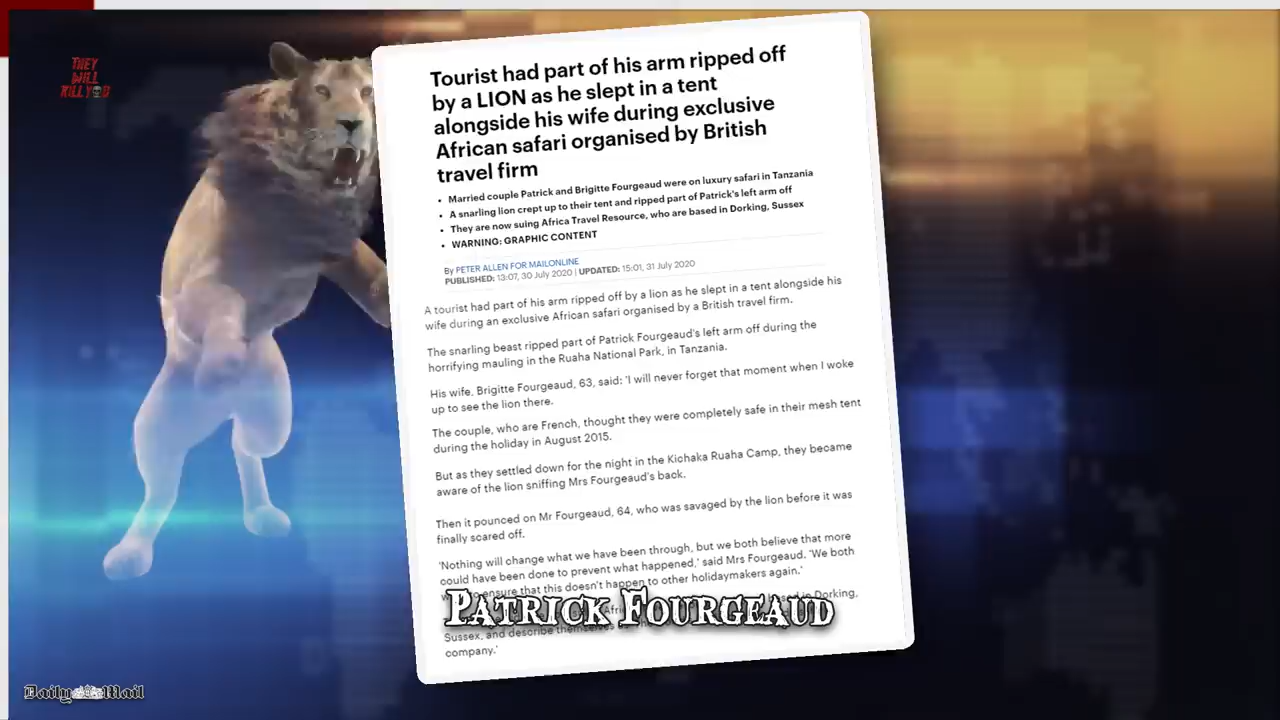 THEY
WILL
KILL YOU
Tourist had part of his arm ripped off
by a LION as he slept in a tent
alongside his wife during exclusive
African safari organised by British
travel firm
• Married couple Patrick and Brigitte Fourgeaud were on luxury safari in Tanzania
• A snarling lion crept up to their tent and ripped part of Patrick's left arm off
• They are now suing Africa Travel Resource, who are based in Dorking, Sussex
• WARNING: GRAPHIC CONTENT
By PETER ALLEN FOR MAILONLINE
PUBLISHED: 13:07, 30 July 2020 | UPDATED: 15:01, 31 July 2020
A tourist had part of his arm ripped off by a lion as he slept in a tent alongside his
wife during an exclusive African safari organised by a British travel firm.
The snarling beast ripped part of Patrick Fourgeaud's left arm off during the
horrifying mauling in the Ruaha National Park, in Tanzania.
His wife, Brigitte Fourgeaud, 63, said: 'I will never forget that moment when I woke
up to see the lion there.
The couple, who are French, thought they were completely safe in their mesh tent
during the holiday in August 2015.
But as they settled down for the night in the Kichaka Ruaha Camp, they became
aware of the lion sniffing Mrs Fourgeaud's back.
Then it pounced on Mr Fourgeaud, 64, who was savaged by the lion before it was
finally scared off.
'Nothing will change what we have been through, but we both believe that more
could have been done to prevent what happened,' said Mrs Fourgeaud. 'We both
to ensure that this doesn't happen to other holidaymakers again.'
in Dorking,
Sussex, and describe themselves
company.'
Patrick Fourgeaud
Daily Mail